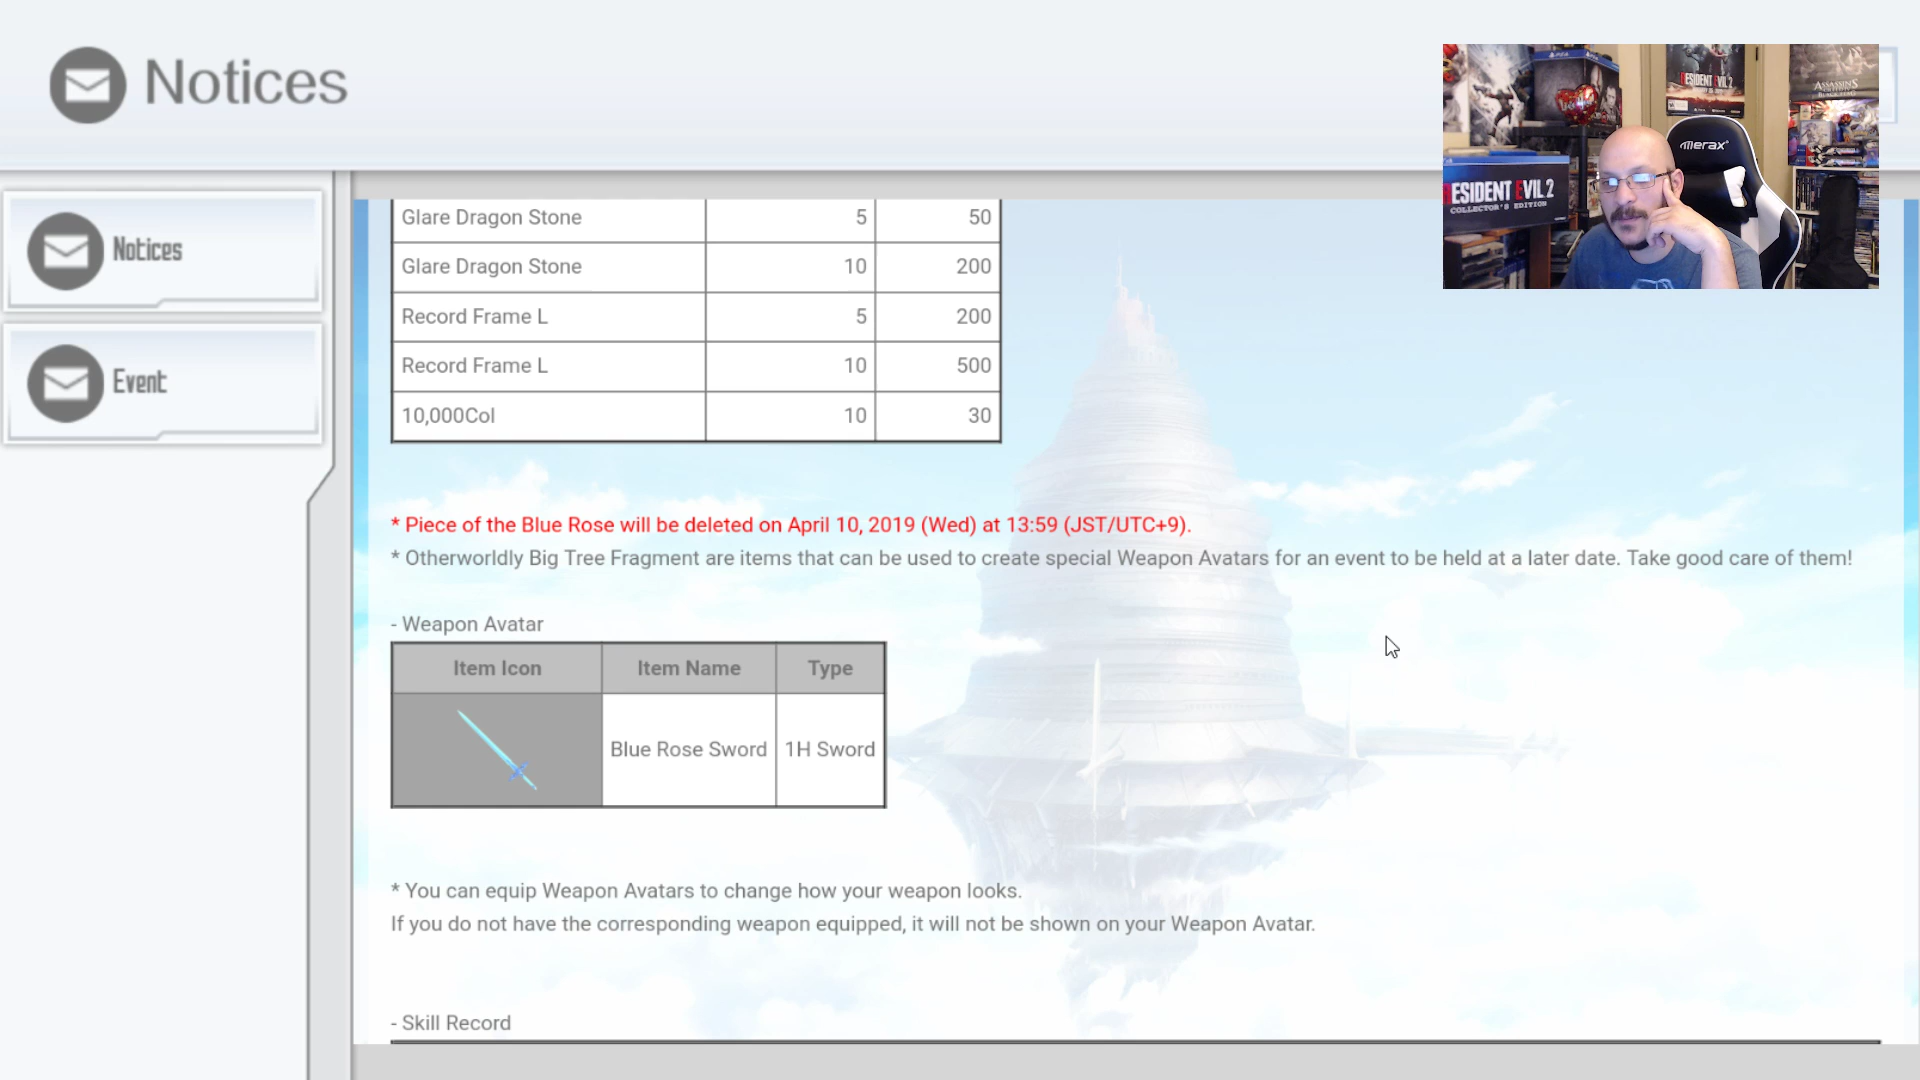 Notices
Notices
Event
Glare Dragon Stone 5 50
Glare Dragon Stone 10 200
Record Frame L 5 200
Record Frame L 10 500
10,000Col 10 30
* Piece of the Blue Rose will be deleted on April 10, 2019 (Wed) at 13:59 (JST/UTC+9).
* Otherworldly Big Tree Fragment are items that can be used to create special Weapon Avatars for an event to be held at a later date. Take good care of them!
- Weapon Avatar
Item Icon Item Name Type
Blue Rose Sword 1H Sword
* You can equip Weapon Avatars to change how your weapon looks.
If you do not have the corresponding weapon equipped, it will not be shown on your Weapon Avatar.
- Skill Record
RESIDENT EVIL 2
ASSASSIN'S
merax
RESIDENT EVIL 2
COLLECTOR'S EDITION